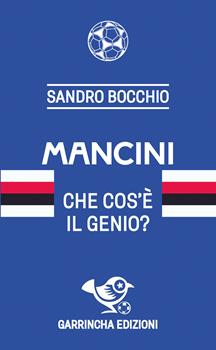 SANDRO BOCCHIO
MANCINI
CHE COS'È
IL GENIO?
GARRINCHA EDIZIONI